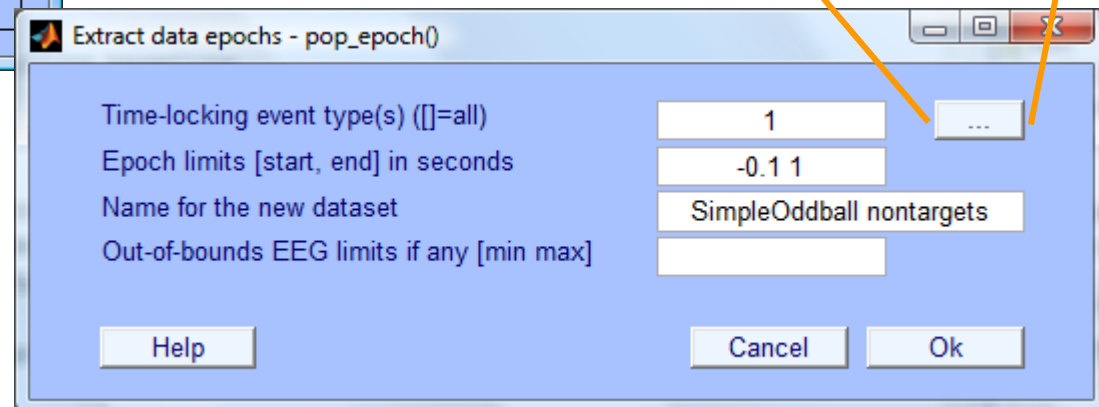 Extract data epochs - pop_epoch()
Time-locking event type(s) ([]=all) 1 ...
Epoch limits [start, end] in seconds -0.1 1
Name for the new dataset SimpleOddball nontargets
Out-of-bounds EEG limits if any [min max]
Help Cancel Ok